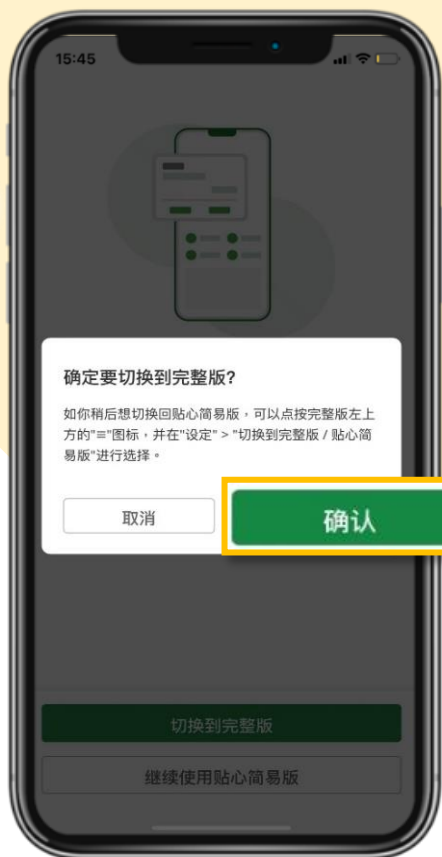 15:45
确定要切换到完整版?
如你稍后想切换回贴心简易版，可以点按完整版左上
方的"≡"图标，并在"设定" > "切换到完整版 / 贴心简
易版"进行选择。
取消
确认
切换到完整版
继续使用贴心简易版